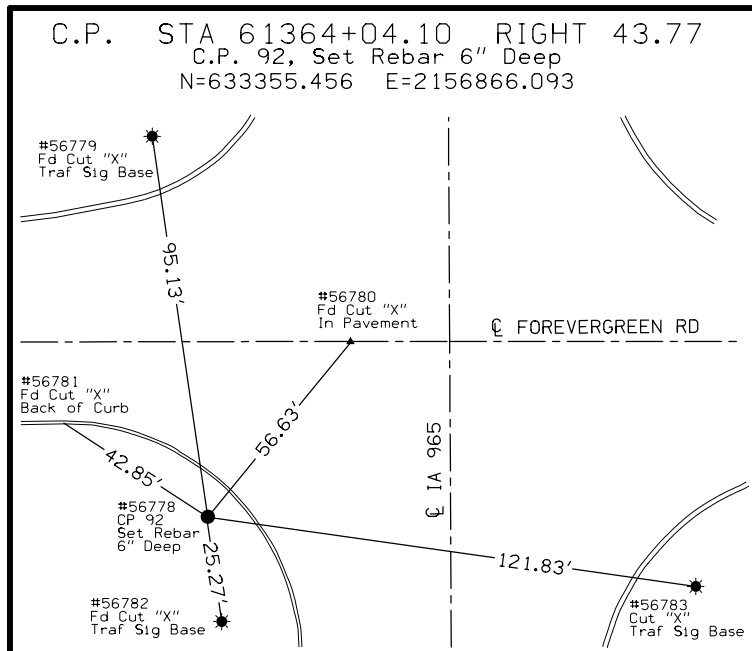 C.P. STA 61364+04.10 RIGHT 43.77
C.P. 92, Set Rebar 6" Deep
N=633355.456 E=2156866.093
#56779
Fd Cut "X"
Traf Sig Base
95.13'
#56780
Fd Cut "X"
In Pavement
℄ FOREVERGREEN RD
#56781
Fd Cut "X"
Back of Curb
56.63'
42.85'
℄ IA 965
#56778
CP 92
Set Rebar
6" Deep
25.27'
121.83'
#56782
Fd Cut "X"
Traf Sig Base
#56783
Cut "X"
Traf Sig Base